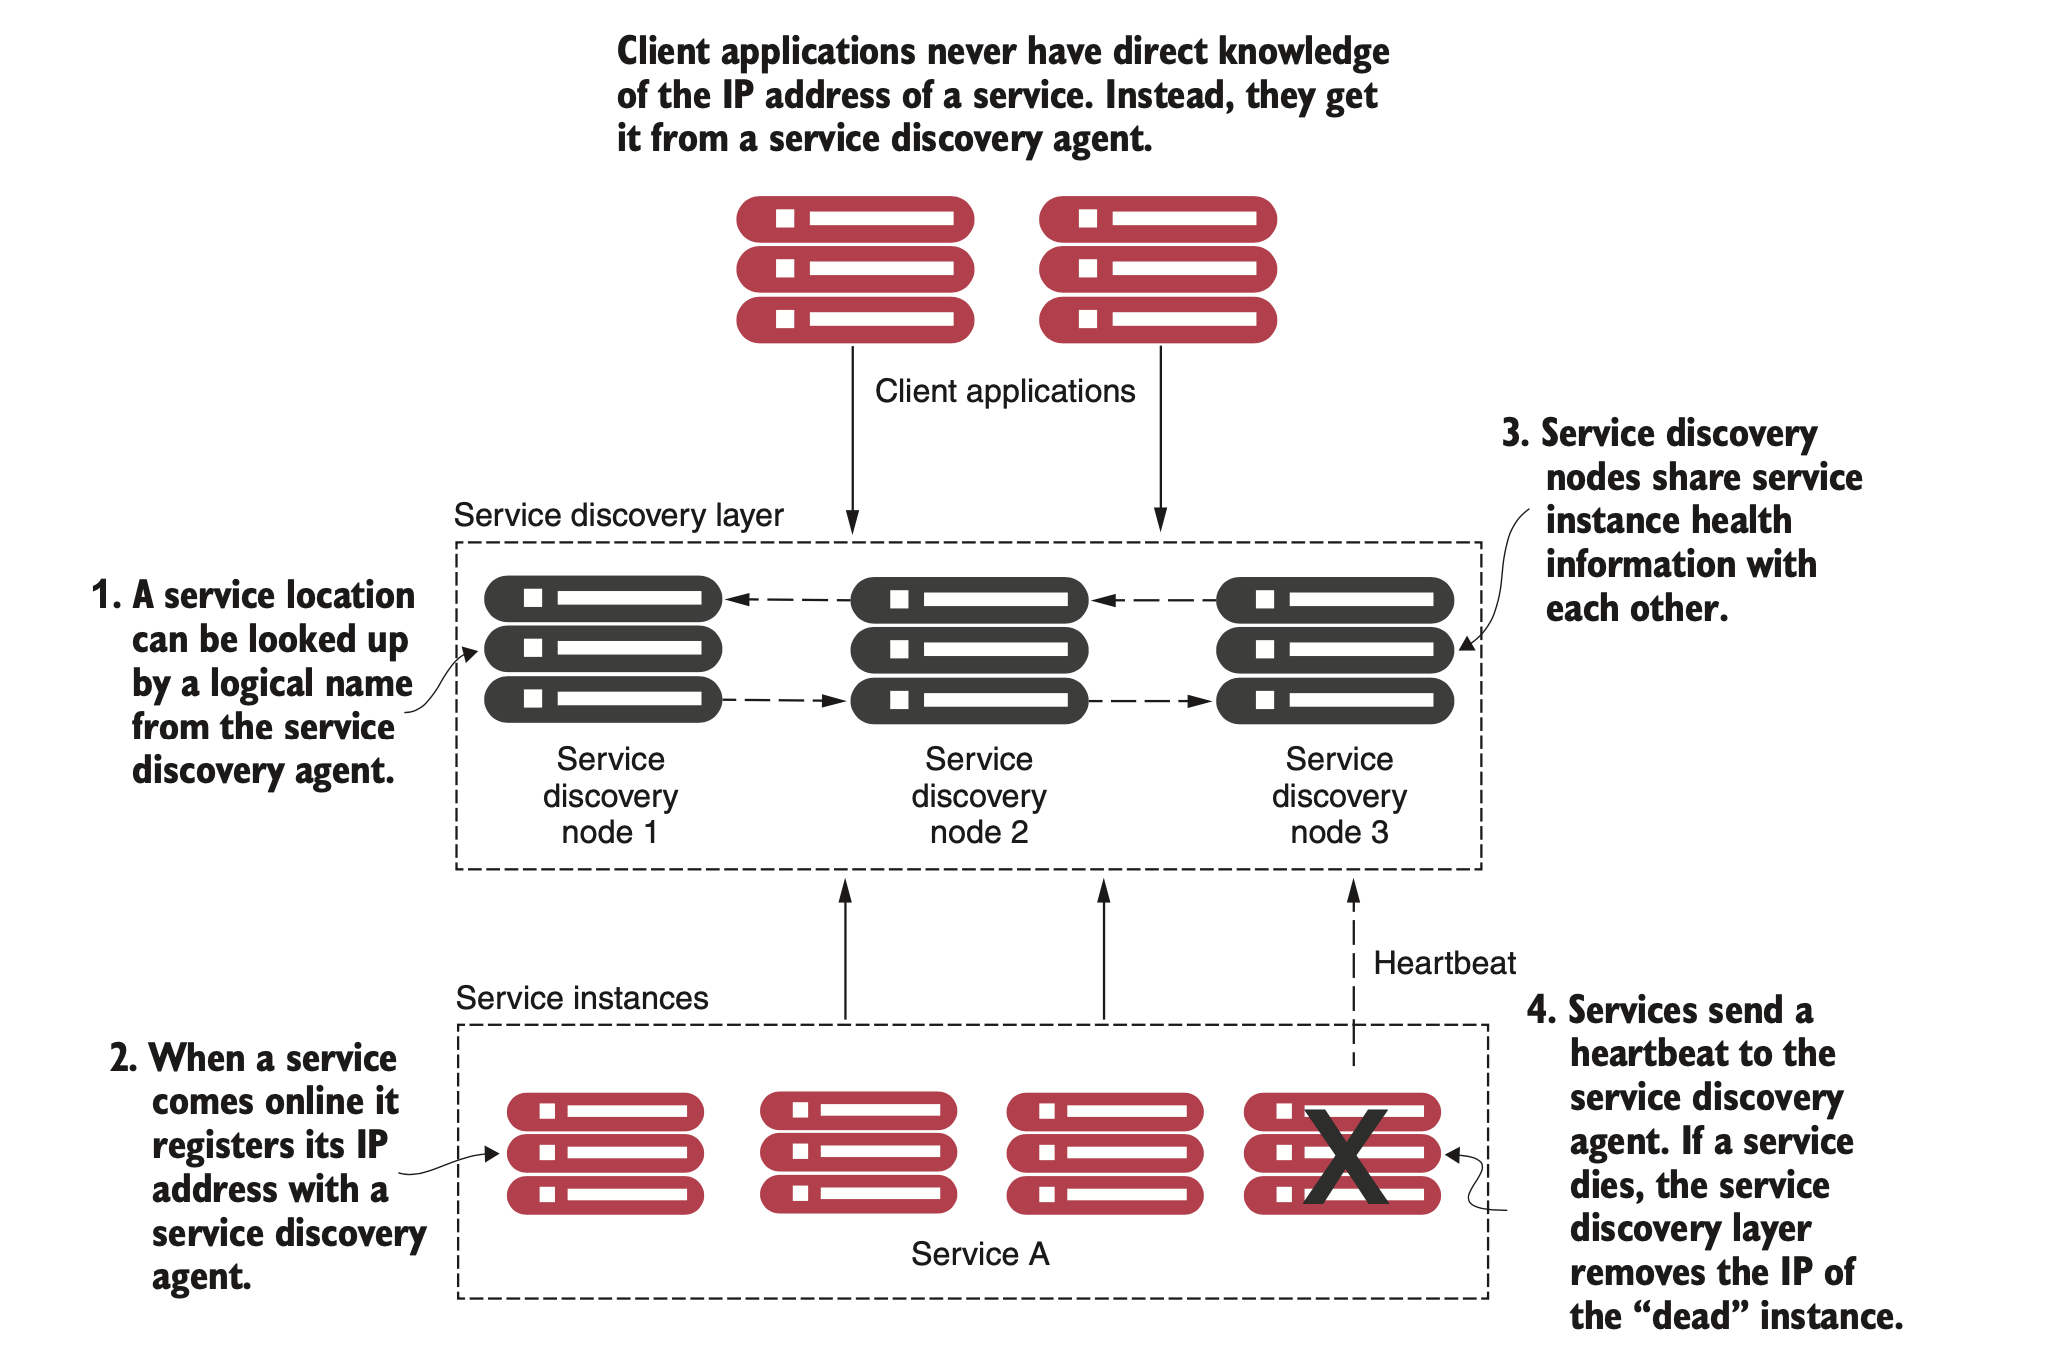 Client applications never have direct knowledge
of the IP address of a service. Instead, they get
it from a service discovery agent.
Client applications
3. Service discovery
nodes share service
instance health
information with
each other.
Service discovery layer
1. A service location
can be looked up
by a logical name
from the service
discovery agent.
Service
discovery
node 1
Service
discovery
node 2
Service
discovery
node 3
Heartbeat
Service instances
2. When a service
comes online it
registers its IP
address with a
service discovery
agent.
4. Services send a
heartbeat to the
service discovery
agent. If a service
dies, the service
discovery layer
removes the IP of
the “dead” instance.
X
Service A